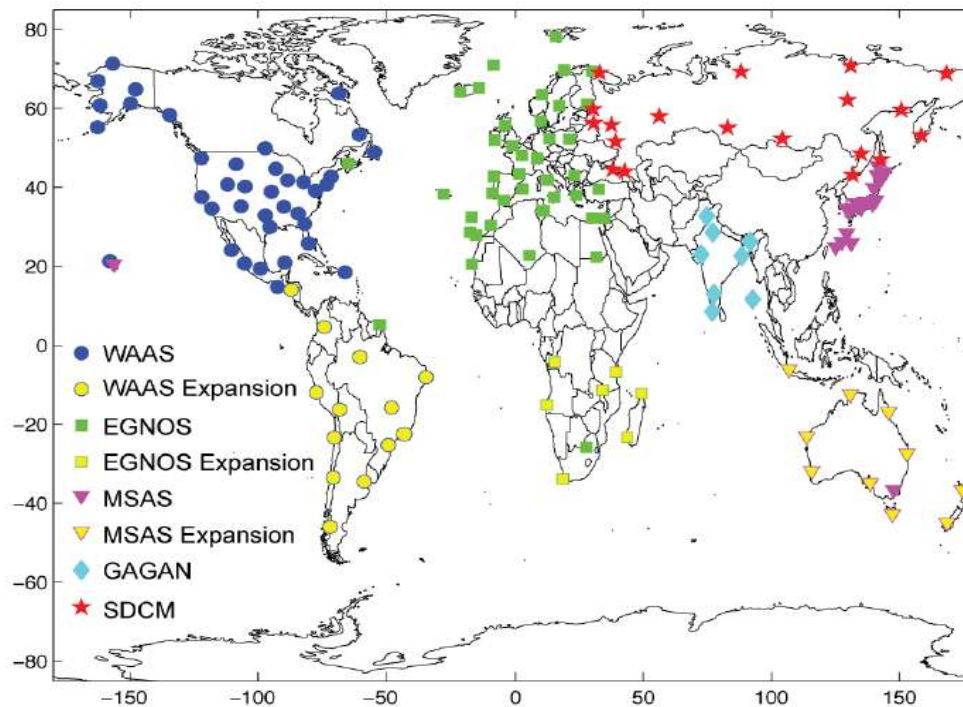 80
60
40
20
0
−20
−40
−60
−80
WAAS
WAAS Expansion
EGNOS
EGNOS Expansion
MSAS
MSAS Expansion
GAGAN
SDCM
−150
−100
−50
0
50
100
150